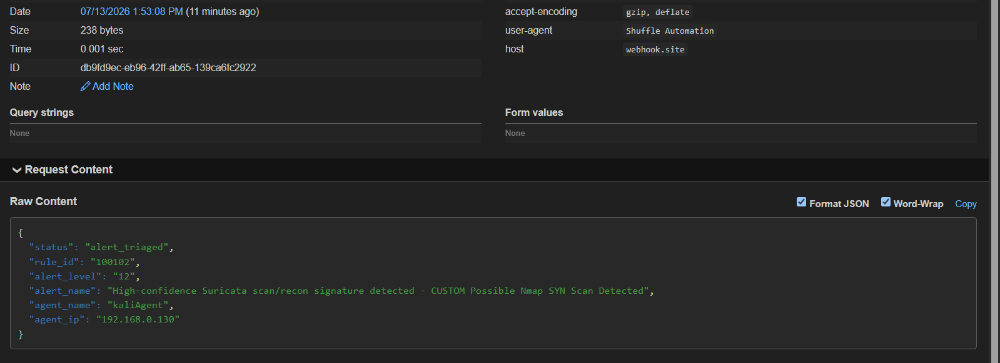 Date 07/13/2026 1:53:08 PM (11 minutes ago)
Size 238 bytes
Time 0.001 sec
ID db9fd9ec-eb96-42ff-ab65-139ca6fc2922
Note Add Note
accept-encoding gzip, deflate
user-agent Shuffle Automation
host webhook.site
Query strings
None
Form values
None
Request Content
Raw Content
Format JSON Word-Wrap Copy
{
"status": "alert_triaged",
"rule_id": "100102",
"alert_level": "12",
"alert_name": "High-confidence Suricata scan/recon signature detected - CUSTOM Possible Nmap SYN Scan Detected",
"agent_name": "kaliAgent",
"agent_ip": "192.168.0.130"
}